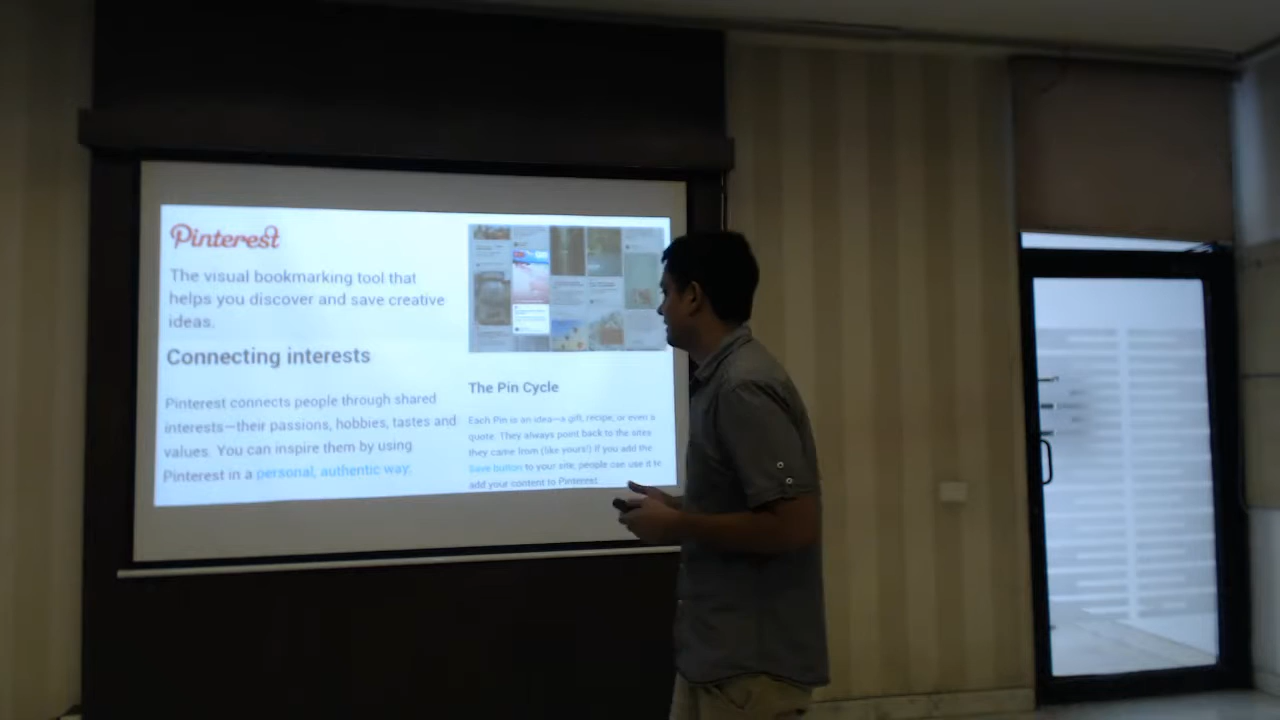 Pinterest
The visual bookmarking tool that
helps you discover and save creative
ideas.
Connecting interests
Pinterest connects people through shared
interests—their passions, hobbies, tastes and
values. You can inspire them by using
Pinterest in a personal, authentic way.
The Pin Cycle
Each Pin is an idea—a gift, recipe, or even a
quote. They always point back to the sites
they came from (like yours!) If you add the
Save button to your site, people can use it to
add your content to Pinterest